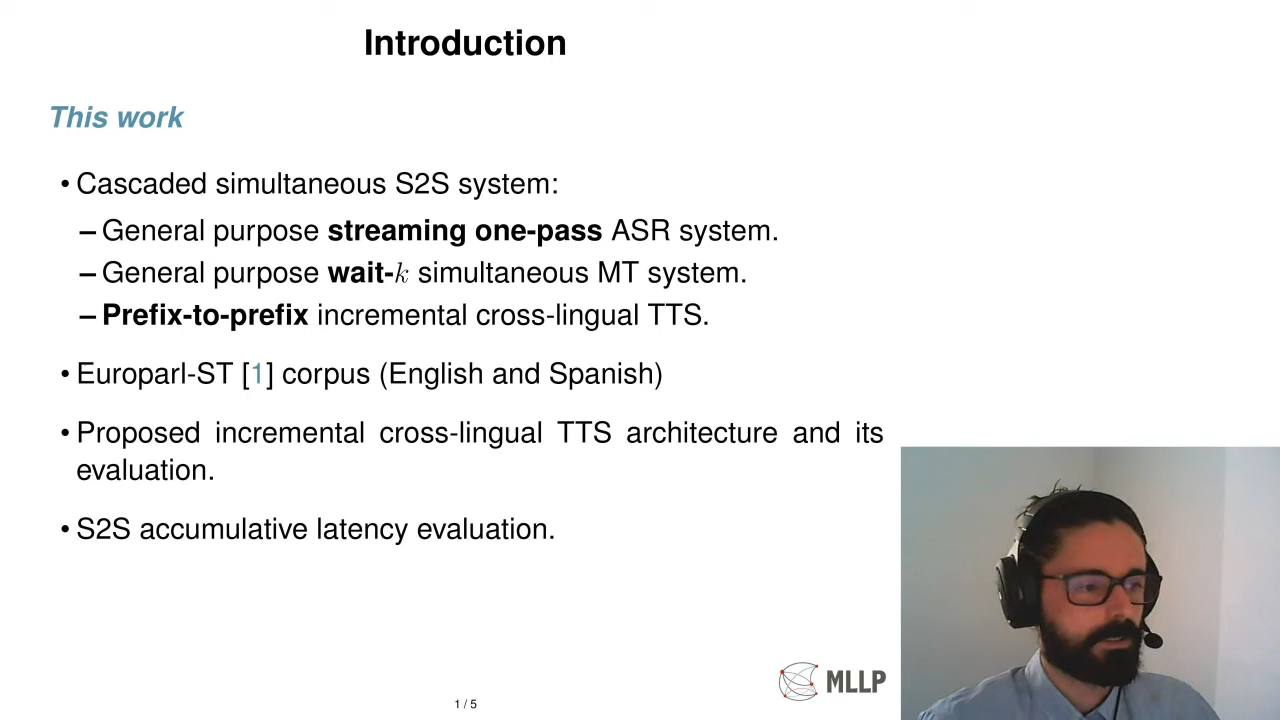 Introduction
This work
• Cascaded simultaneous S2S system:
– General purpose streaming one-pass ASR system.
– General purpose wait-k simultaneous MT system.
– Prefix-to-prefix incremental cross-lingual TTS.
• Europarl-ST [1] corpus (English and Spanish)
• Proposed incremental cross-lingual TTS architecture and its
evaluation.
• S2S accumulative latency evaluation.
MLLP
1 / 5